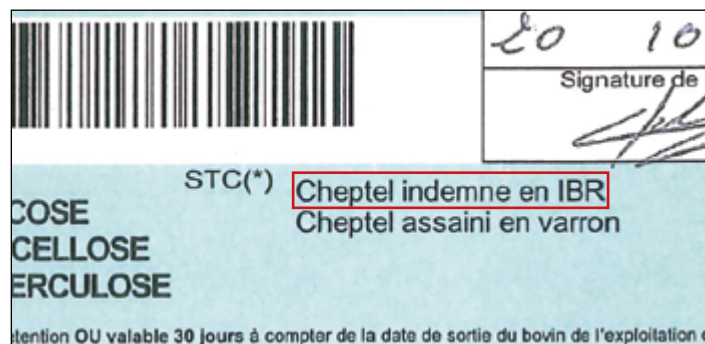 20 10
Signature de
STC(*)
Cheptel indemne en IBR
Cheptel assaini en varron
COSE
CELLOSE
ERCULOSE
tention OU valable 30 jours à compter de la date de sortie du bovin de l'exploitation